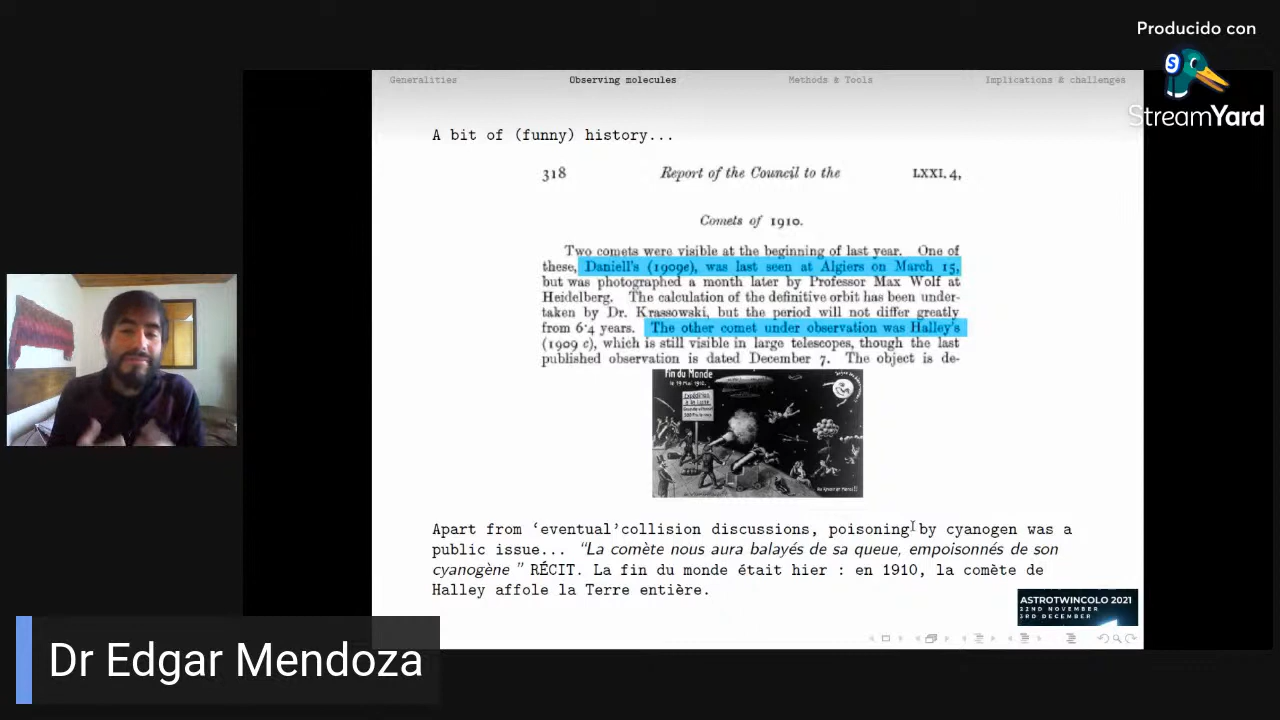 Producido con
StreamYard
Generalities Observing molecules Methods & Tools Implications & challenges
A bit of (funny) history...
318 Report of the Council to the LXXI. 4,
Comets of 1910.
Two comets were visible at the beginning of last year. One of
these, Daniell's (1909e), was last seen at Algiers on March 15,
but was photographed a month later by Professor Max Wolf at
Heidelberg. The calculation of the definitive orbit has been under-
taken by Dr. Krassowski, but the period will not differ greatly
from 6·4 years. The other comet under observation was Halley's
(1909 c), which is still visible in large telescopes, though the last
published observation is dated December 7. The object is de-
Fin du Monde
le 19 Mai 1910.
Expédition
à la Lune
Apart from ‘eventual’collision discussions, poisoning by cyanogen was a
public issue... “La comète nous aura balayés de sa queue, empoisonnés de son
cyanogène ” RÉCIT. La fin du monde était hier : en 1910, la comète de
Halley affole la Terre entière.
ASTROTWINCOLO 2021
22ND NOVEMBER
3RD DECEMBER
Dr Edgar Mendoza